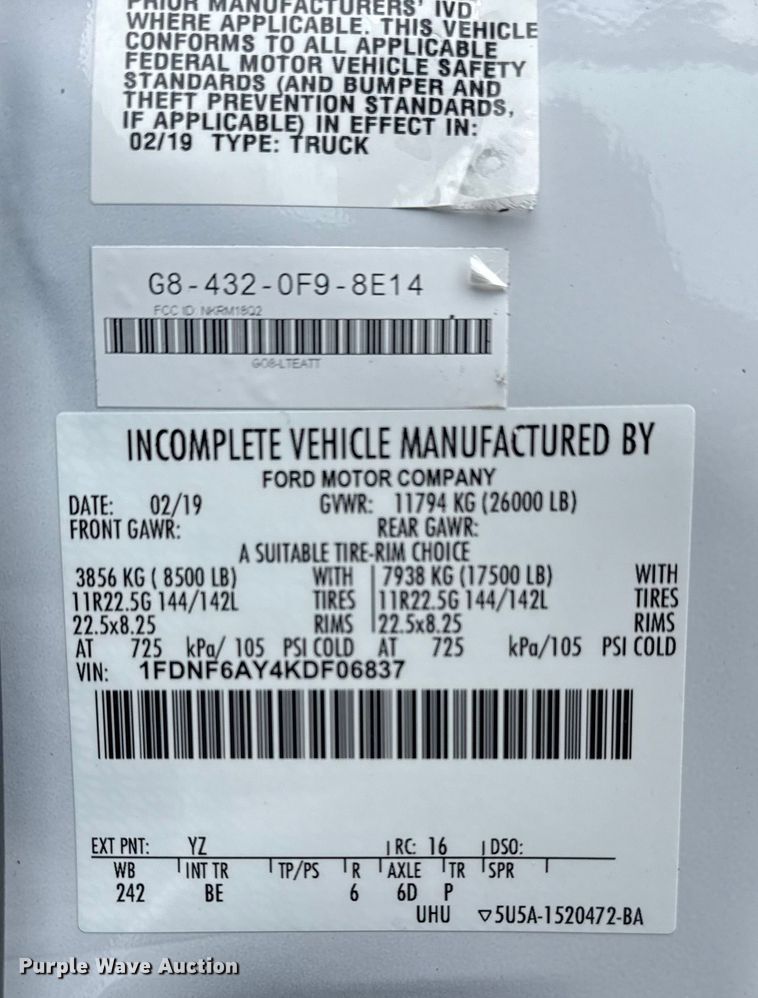 PRIOR MANUFACTURERS' IVD
WHERE APPLICABLE. THIS VEHICLE
CONFORMS TO ALL APPLICABLE
FEDERAL MOTOR VEHICLE SAFETY
STANDARDS (AND BUMPER AND
THEFT PREVENTION STANDARDS,
IF APPLICABLE) IN EFFECT IN:
02/19 TYPE: TRUCK
G8-432-0F9-8E14
FCC ID: NKRM18Q2
GO8-LTEATT
INCOMPLETE VEHICLE MANUFACTURED BY
FORD MOTOR COMPANY
DATE: 02/19 GVWR: 11794 KG (26000 LB)
FRONT GAWR: REAR GAWR:
A SUITABLE TIRE-RIM CHOICE
3856 KG ( 8500 LB) WITH 7938 KG (17500 LB) WITH
11R22.5G 144/142L TIRES 11R22.5G 144/142L TIRES
22.5x8.25 RIMS 22.5x8.25 RIMS
AT 725 kPa/ 105 PSI COLD AT 725 kPa/105 PSI COLD
VIN: 1FDNF6AY4KDF06837
EXT PNT: YZ RC: 16 DSO:
WB INT TR TP/PS R AXLE TR SPR
242 BE 6 6D P
UHU ▽5U5A-1520472-BA
Purple Wave Auction